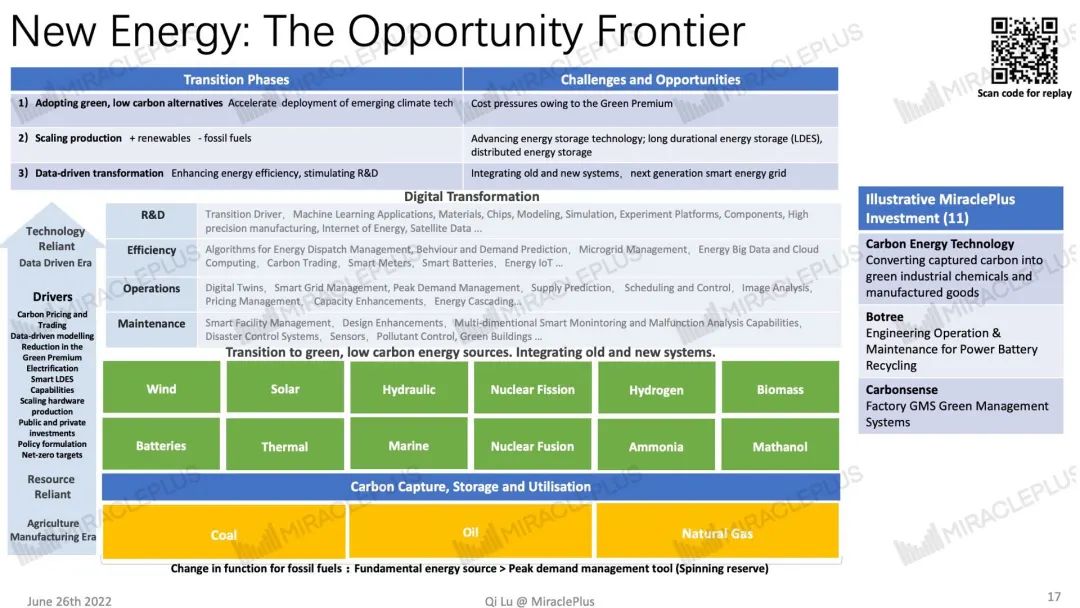 New Energy: The Opportunity Frontier
Scan code for replay
Transition Phases
Challenges and Opportunities
1) Adopting green, low carbon alternatives Accelerate deployment of emerging climate tech
Cost pressures owing to the Green Premium
2) Scaling production + renewables - fossil fuels
Advancing energy storage technology; long durational energy storage (LDES),
distributed energy storage
3) Data-driven transformation Enhancing energy efficiency, stimulating R&D
Integrating old and new systems, next generation smart energy grid
Digital Transformation
Technology
Reliant
Data Driven Era
Drivers
Carbon Pricing and
Trading
Data-driven modelling
Reduction in the
Green Premium
Electrification
Smart LDES
Capabilities
Scaling hardware
production
Public and private
investments
Policy formulation
Net-zero targets
Resource
Reliant
Agriculture
Manufacturing Era
R&D
Transition Driver, Machine Learning Applications, Materials, Chips, Modeling, Simulation, Experiment Platforms, Components, High
precision manufacturing, Internet of Energy, Satellite Data ...
Efficiency
Algorithms for Energy Dispatch Management, Behviour and Demand Prediction, Microgrid Management, Energy Big Data and Cloud
Computing, Carbon Trading, Smart Meters, Smart Batteries, Energy IoT ...
Operations
Digital Twins, Smart Grid Management, Peak Demand Management, Supply Prediction, Scheduling and Control, Image Analysis,
Pricing Management, Capacity Enhancements, Energy Cascading...
Maintenance
Smart Facility Management, Design Enhancements, Multi-dimentional Smart Monintoring and Malfunction Analysis Capabilities,
Disaster Control Systems, Sensors, Pollutant Control, Green Buildings ...
Transition to green, low carbon energy sources. Integrating old and new systems.
Wind
Solar
Hydraulic
Nuclear Fission
Hydrogen
Biomass
Batteries
Thermal
Marine
Nuclear Fusion
Ammonia
Mathanol
Carbon Capture, Storage and Utilisation
Coal
Oil
Natural Gas
Change in function for fossil fuels : Fundamental energy source > Peak demand management tool (Spinning reserve)
Illustrative MiraclePlus
Investment (11)
Carbon Energy Technology
Converting captured carbon into
green industrial chemicals and
manufactured goods
Botree
Engineering Operation &
Maintenance for Power Battery
Recycling
Carbonsense
Factory GMS Green Management
Systems
MIRACLEPLUS
June 26th 2022
Qi Lu @ MiraclePlus
17